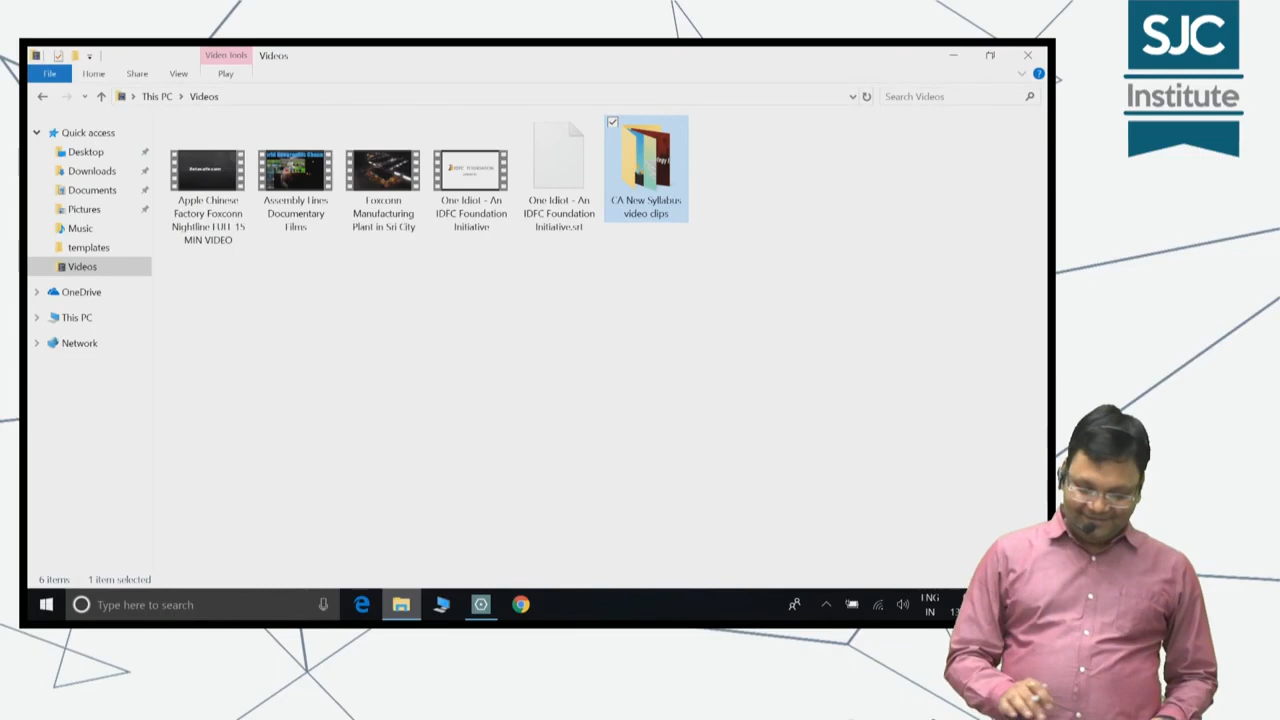 SJC
Institute
Video Tools
Videos
File
Home
Share
View
Play
This PC
Videos
Search Videos
Quick access
Desktop
Downloads
Documents
Pictures
Music
templates
Videos
OneDrive
This PC
Network
Apple Chinese
Factory Foxconn
Nightline FULL 15
MIN VIDEO
Assembly Lines
Documentary
Films
Foxconn
Manufacturing
Plant in Sri City
One Idiot - An
IDFC Foundation
Initiative
One Idiot - An
IDFC Foundation
Initiative.srt
CA New Syllabus
video clips
6 items
1 item selected
Type here to search
ENG
IN
13